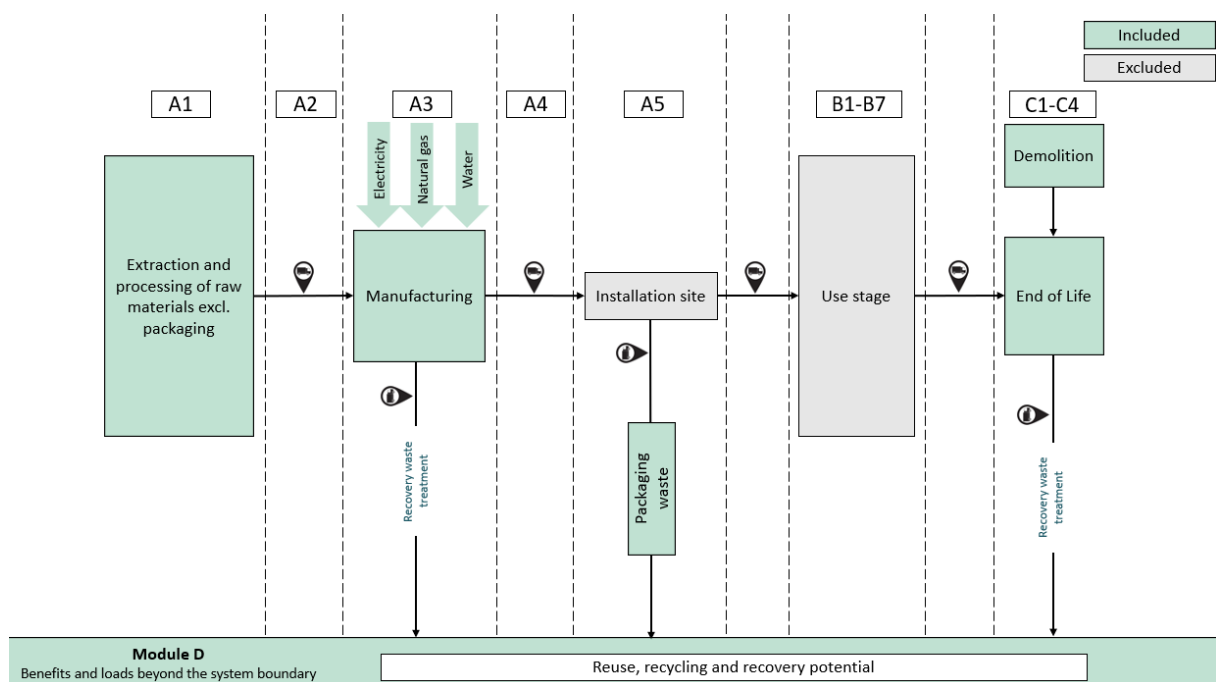 Included
Excluded
A1
A2
A3
A4
A5
B1-B7
C1-C4
Electricity
Natural gas
Water
Demolition
Extraction and
processing of raw
materials excl.
packaging
Manufacturing
Installation site
Use stage
End of Life
Recovery waste
treatment
Packaging
waste
Recovery waste
treatment
Module D
Benefits and loads beyond the system boundary
Reuse, recycling and recovery potential